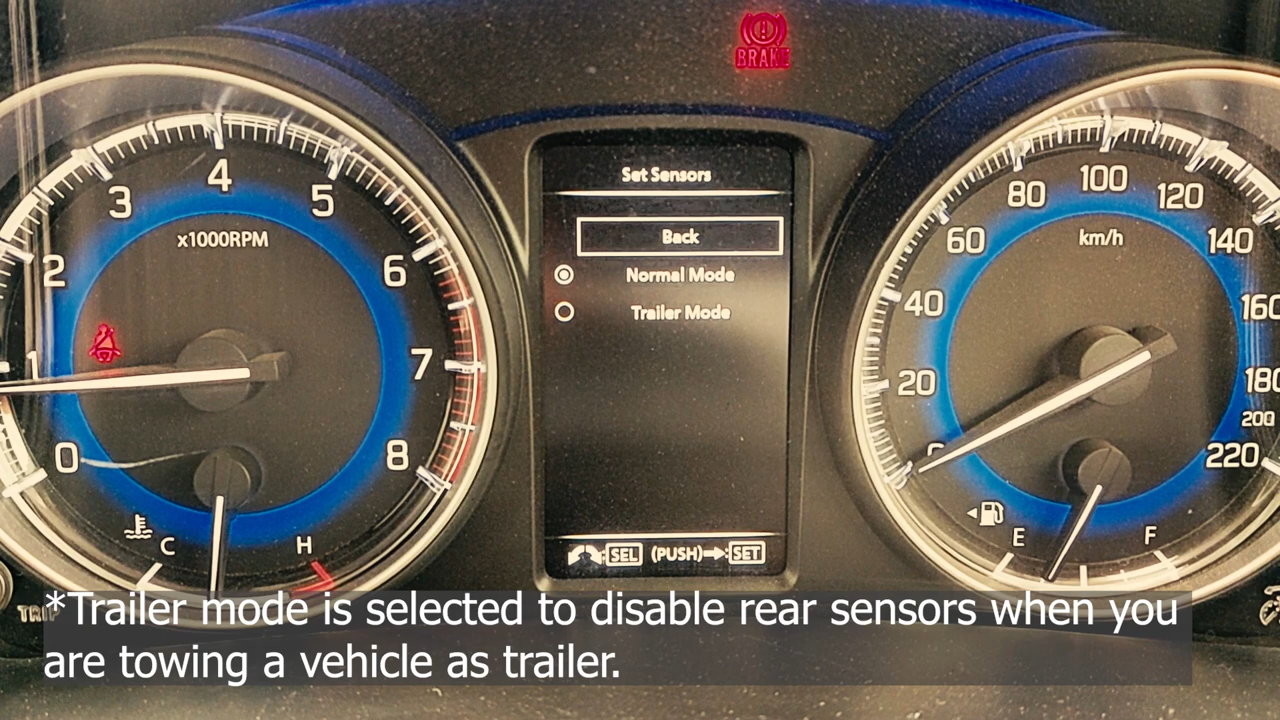 BRAKE
Set Sensors
Back
Normal Mode
Trailer Mode
SEL (PUSH) SET
0
1
2
3
4
5
6
7
8
x1000RPM
C H
20
40
60
80
100
120
140
160
180
200
220
km/h
E F
TRIP
*Trailer mode is selected to disable rear sensors when you
are towing a vehicle as trailer.